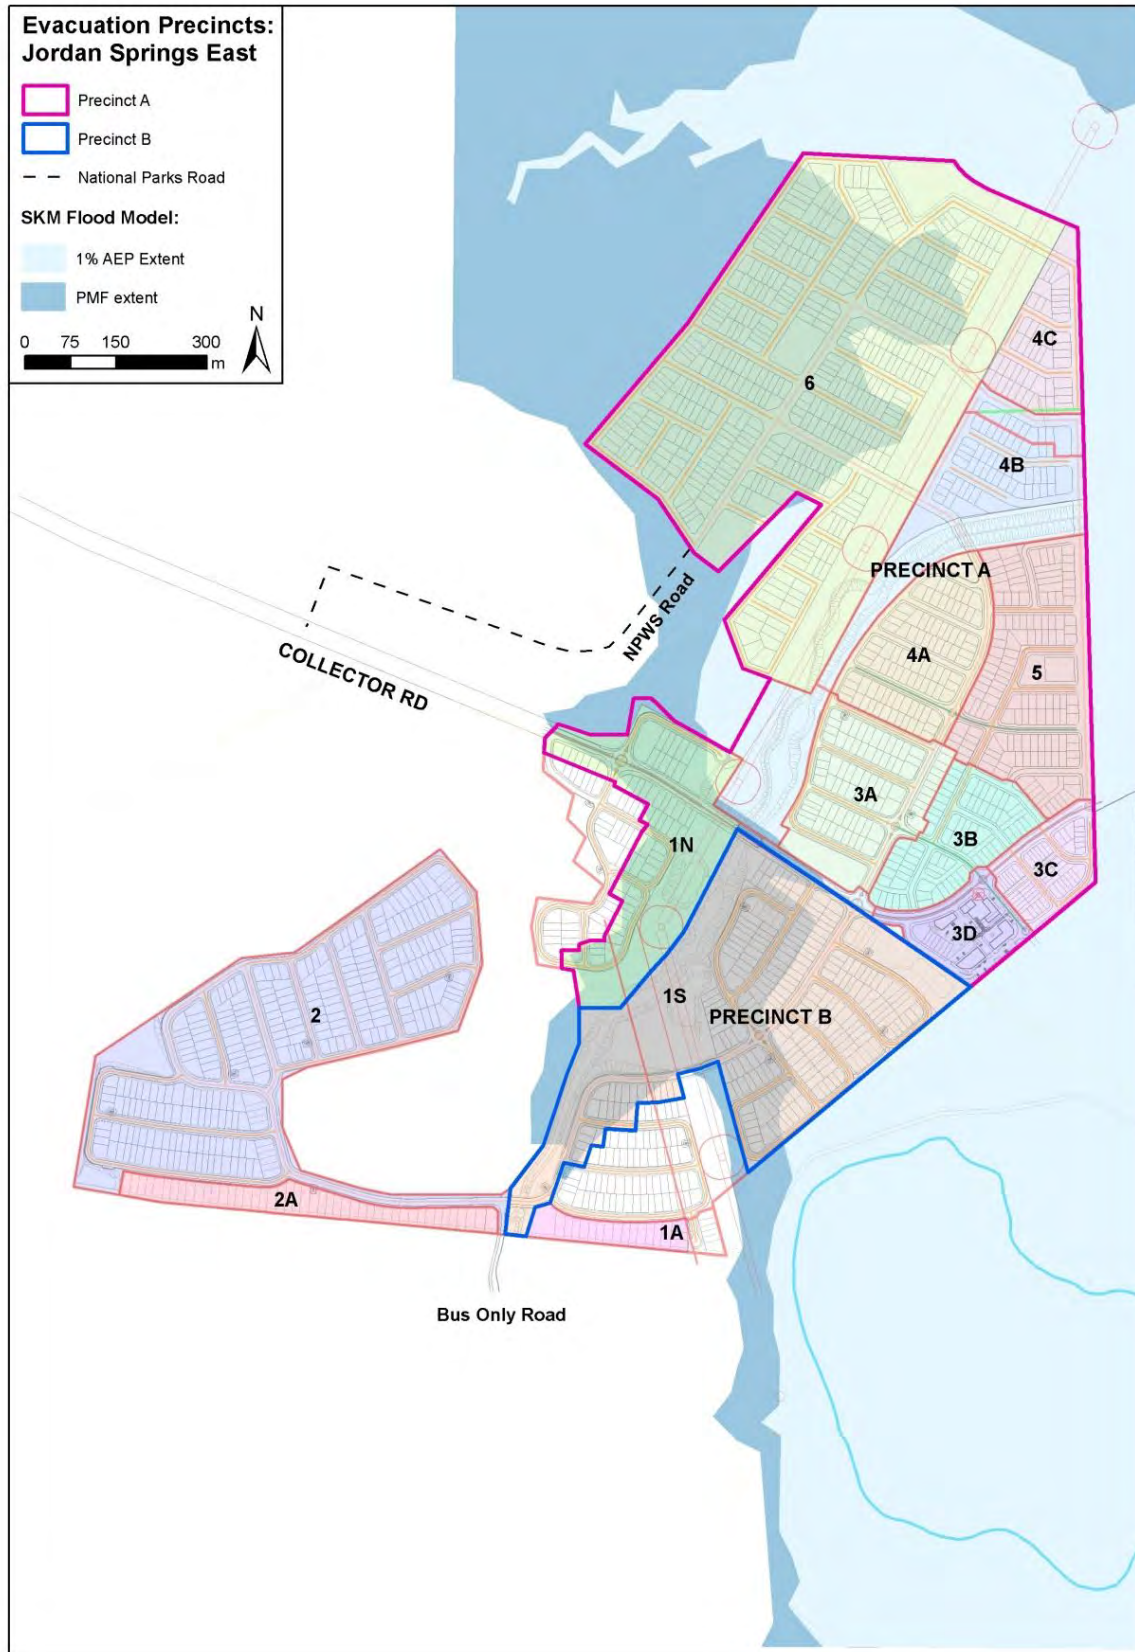 Evacuation Precincts:
Jordan Springs East
Precinct A
Precinct B
National Parks Road
SKM Flood Model:
1% AEP Extent
PMF extent
N
0 75 150 300
m
4C
6
4B
PRECINCT A
NPWS Road
COLLECTOR RD
4A
5
3A
3B
1N
3C
3D
1S
PRECINCT B
2
2A
1A
Bus Only Road